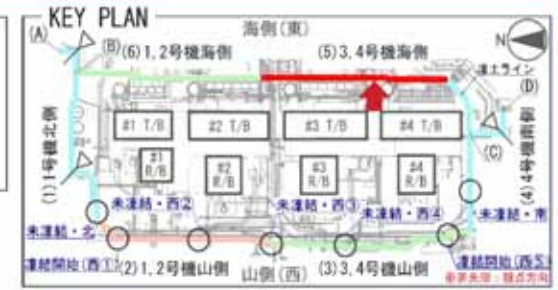 KEY PLAN
海側(東)
N
(A)
(B)
(6)1,2号機海側
(5)3,4号機海側
凍土ライン
(D)
#1 T/B
#2 T/B
#3 T/B
#4 T/B
(C)
(1)1号機北側
(4)4号機南側
#1
R/B
#2
R/B
#3
R/B
#4
R/B
未凍結・西②
未凍結・西③
未凍結・西④
未凍結・南
未凍結・北
凍結開始(西①)
(2)1,2号機山側
山側(西)
(3)3,4号機山側
凍結開始(西⑤)